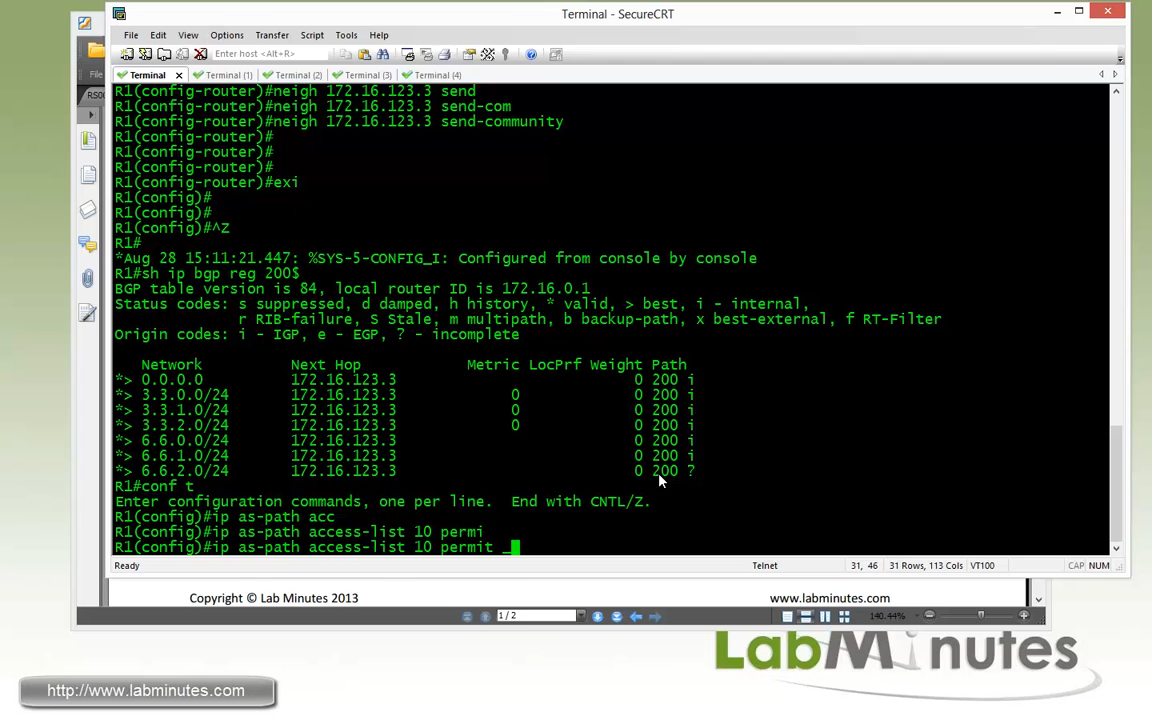 Terminal - SecureCRT
File Edit View Options Transfer Script Tools Help
Enter host <Alt+R>
File
Terminal Terminal (1) Terminal (2) Terminal (3) Terminal (4)
RS00
R1(config-router)#neigh 172.16.123.3 send
R1(config-router)#neigh 172.16.123.3 send-com
R1(config-router)#neigh 172.16.123.3 send-community
R1(config-router)#
R1(config-router)#
R1(config-router)#
R1(config-router)#exi
R1(config)#
R1(config)#
R1(config)#^Z
R1#
*Aug 28 15:11:21.447: %SYS-5-CONFIG_I: Configured from console by console
R1#sh ip bgp reg 200$
BGP table version is 84, local router ID is 172.16.0.1
Status codes: s suppressed, d damped, h history, * valid, > best, i - internal,
r RIB-failure, S Stale, m multipath, b backup-path, x best-external, f RT-Filter
Origin codes: i - IGP, e - EGP, ? - incomplete
Network Next Hop Metric LocPrf Weight Path
*> 0.0.0.0 172.16.123.3 0 200 i
*> 3.3.0.0/24 172.16.123.3 0 0 200 i
*> 3.3.1.0/24 172.16.123.3 0 0 200 i
*> 3.3.2.0/24 172.16.123.3 0 0 200 i
*> 6.6.0.0/24 172.16.123.3 0 200 i
*> 6.6.1.0/24 172.16.123.3 0 200 i
*> 6.6.2.0/24 172.16.123.3 0 200 ?
R1#conf t
Enter configuration commands, one per line. End with CNTL/Z.
R1(config)#ip as-path acc
R1(config)#ip as-path access-list 10 permi
R1(config)#ip as-path access-list 10 permit _
Ready Telnet 31, 46 31 Rows, 113 Cols VT100 CAP NUM
Copyright © Lab Minutes 2013 www.labminutes.com
1 / 2 140.44%
LabMinutes
http://www.labminutes.com